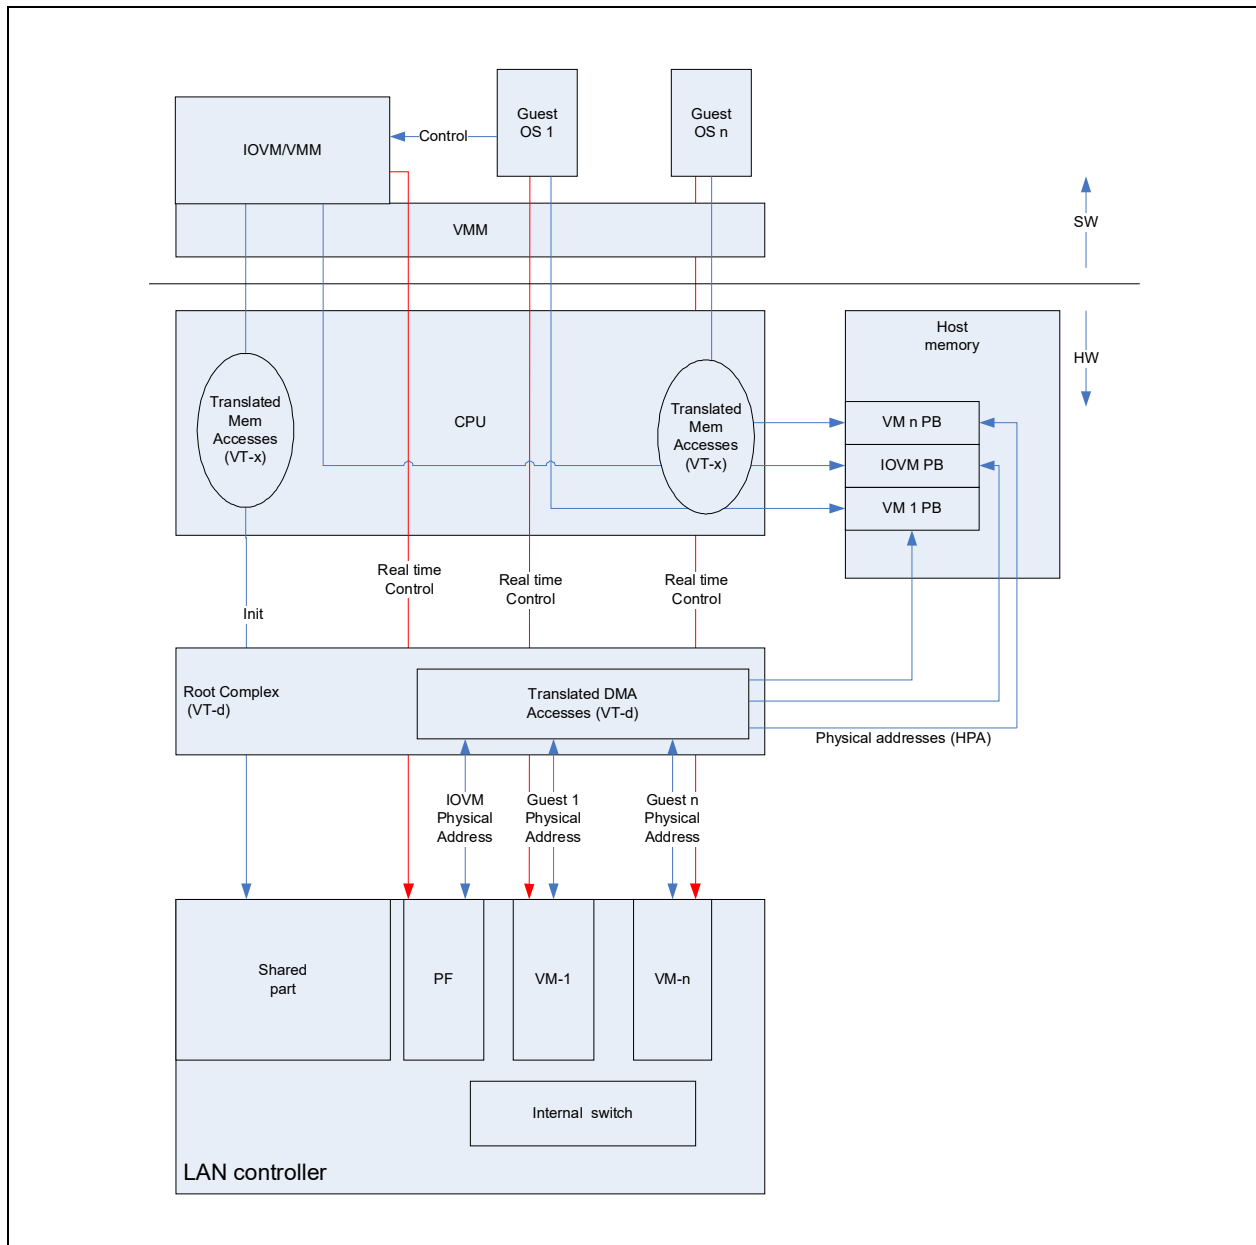 Guest
OS 1
Guest
OS n
IOVM/VMM
Control
VMM
SW
HW
Host
memory
Translated
Mem
Accesses
(VT-x)
CPU
Translated
Mem
Accesses
(VT-x)
VM n PB
IOVM PB
VM 1 PB
Init
Real time
Control
Real time
Control
Real time
Control
Root Complex
(VT-d)
Translated DMA
Accesses (VT-d)
Physical addresses (HPA)
IOVM
Physical
Address
Guest 1
Physical
Address
Guest n
Physical
Address
Shared
part
PF
VM-1
VM-n
Internal switch
LAN controller